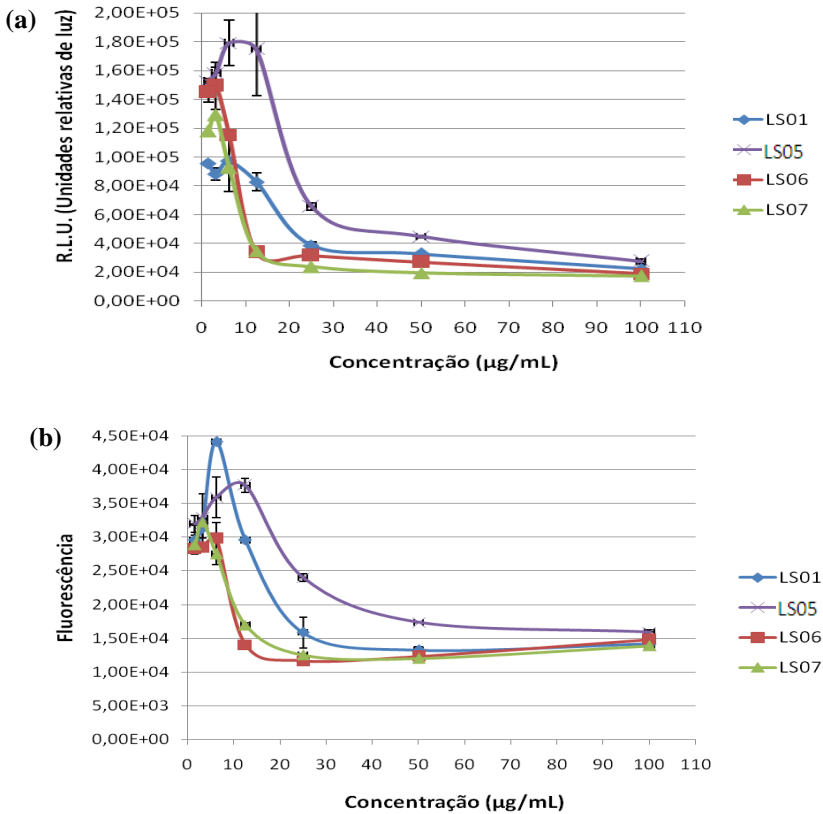 (a)
R.L.U. (Unidades relativas de luz)
2,00E+05
1,80E+05
1,60E+05
1,40E+05
1,20E+05
1,00E+05
8,00E+04
6,00E+04
4,00E+04
2,00E+04
0,00E+00
0 10 20 30 40 50 60 70 80 90 100 110
Concentração (µg/mL)
LS01
LS05
LS06
LS07
(b)
Fluorescência
4,50E+04
4,00E+04
3,50E+04
3,00E+04
2,50E+04
2,00E+04
1,50E+04
1,00E+04
5,00E+03
0,00E+00
0 10 20 30 40 50 60 70 80 90 100 110
Concentração (µg/mL)
LS01
LS05
LS06
LS07